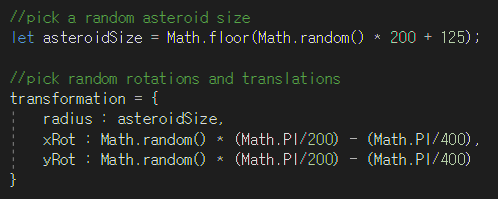 //pick a random asteroid size
let asteroidSize = Math.floor(Math.random() * 200 + 125);
//pick random rotations and translations
transformation = {
radius : asteroidSize,
xRot : Math.random() * (Math.PI/200) - (Math.PI/400),
yRot : Math.random() * (Math.PI/200) - (Math.PI/400)
}